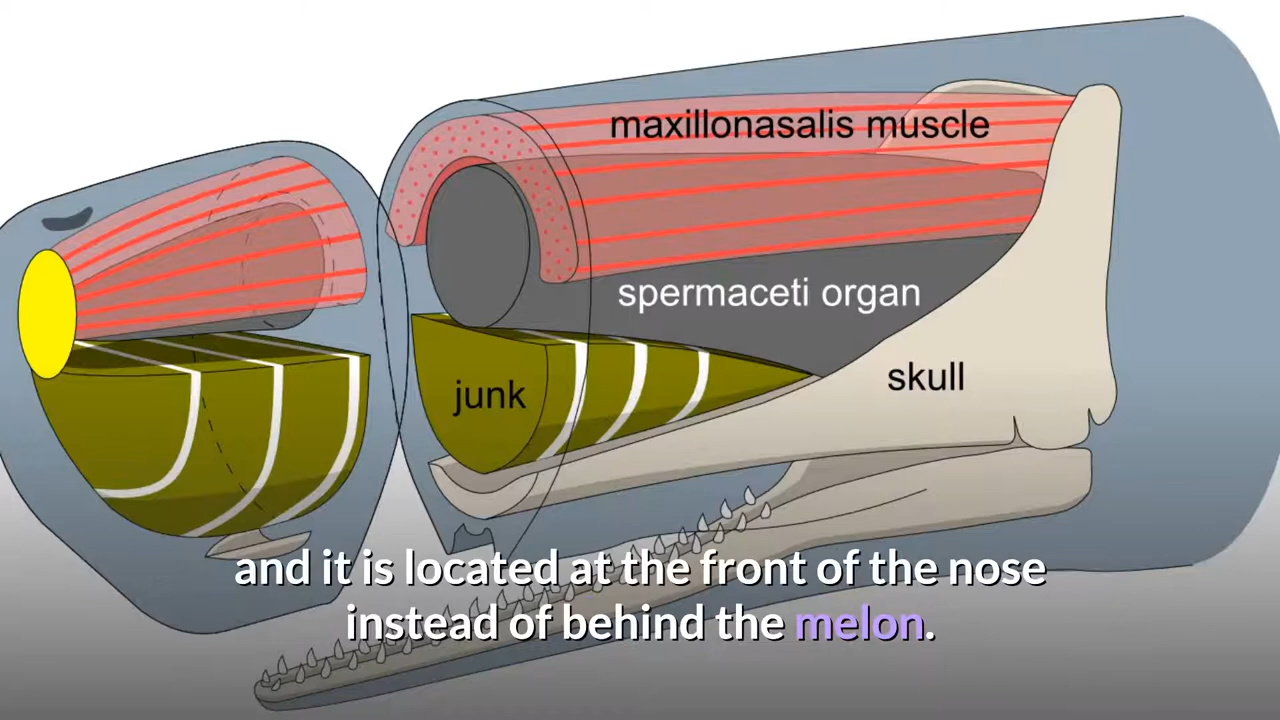 maxillonasalis muscle
spermaceti organ
junk
skull
and it is located at the front of the nose
instead of behind the melon.